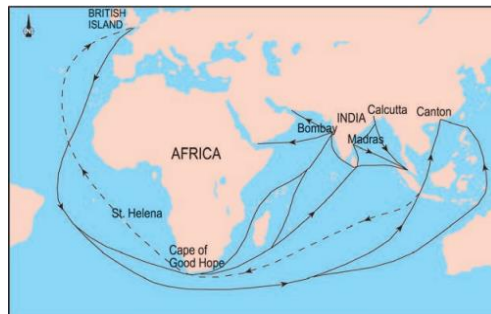 BRITISH
ISLAND
INDIA
Calcutta
Canton
Bombay
Madras
AFRICA
St. Helena
Cape of
Good Hope